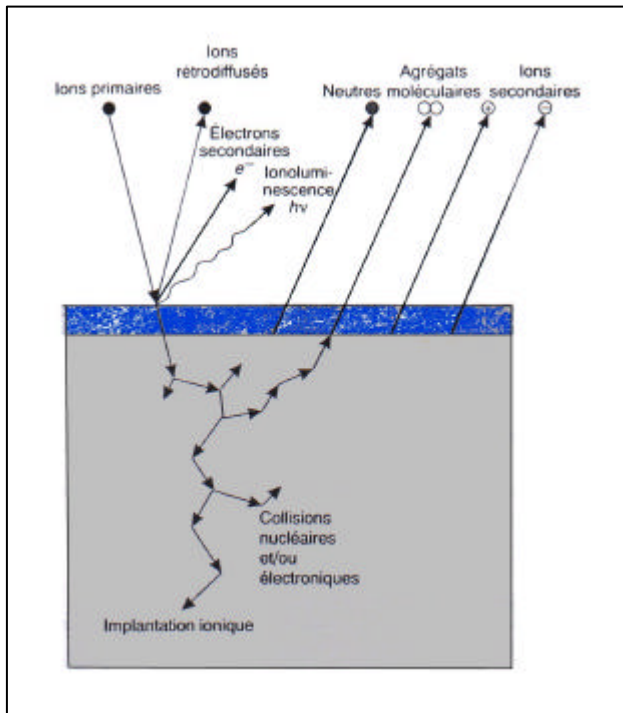 Ions primaires
Ions
rétrodiffusés
Électrons
secondaires
e⁻
Ionolumi-
nescence
hν
Neutres
Agrégats
moléculaires
Ions
secondaires
+
−
Collisions
nucléaires
et/ou
électroniques
Implantation ionique